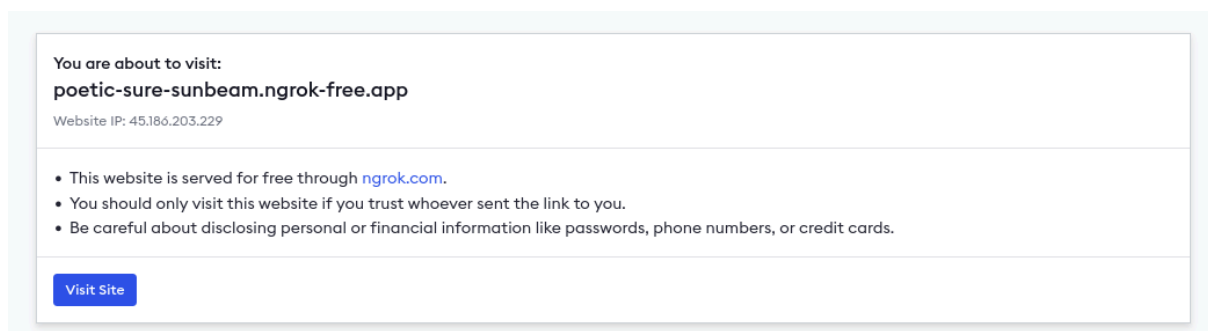 You are about to visit:
poetic-sure-sunbeam.ngrok-free.app
Website IP: 45.186.203.229
• This website is served for free through ngrok.com.
• You should only visit this website if you trust whoever sent the link to you.
• Be careful about disclosing personal or financial information like passwords, phone numbers, or credit cards.
Visit Site